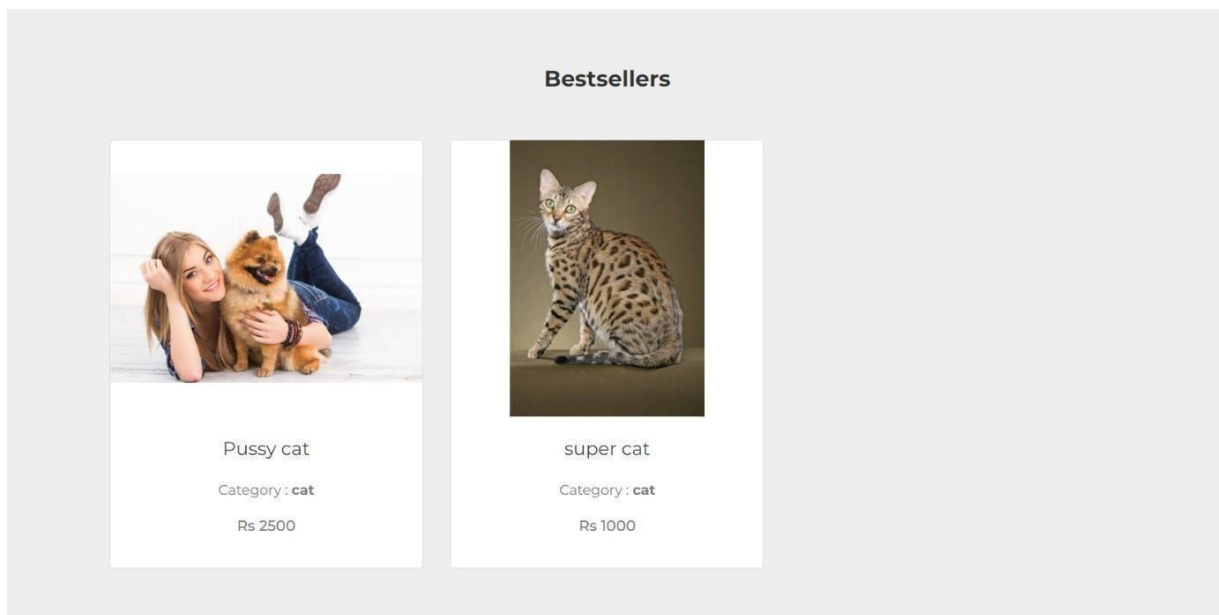 Bestsellers
Pussy cat
Category : cat
Rs 2500
super cat
Category : cat
Rs 1000